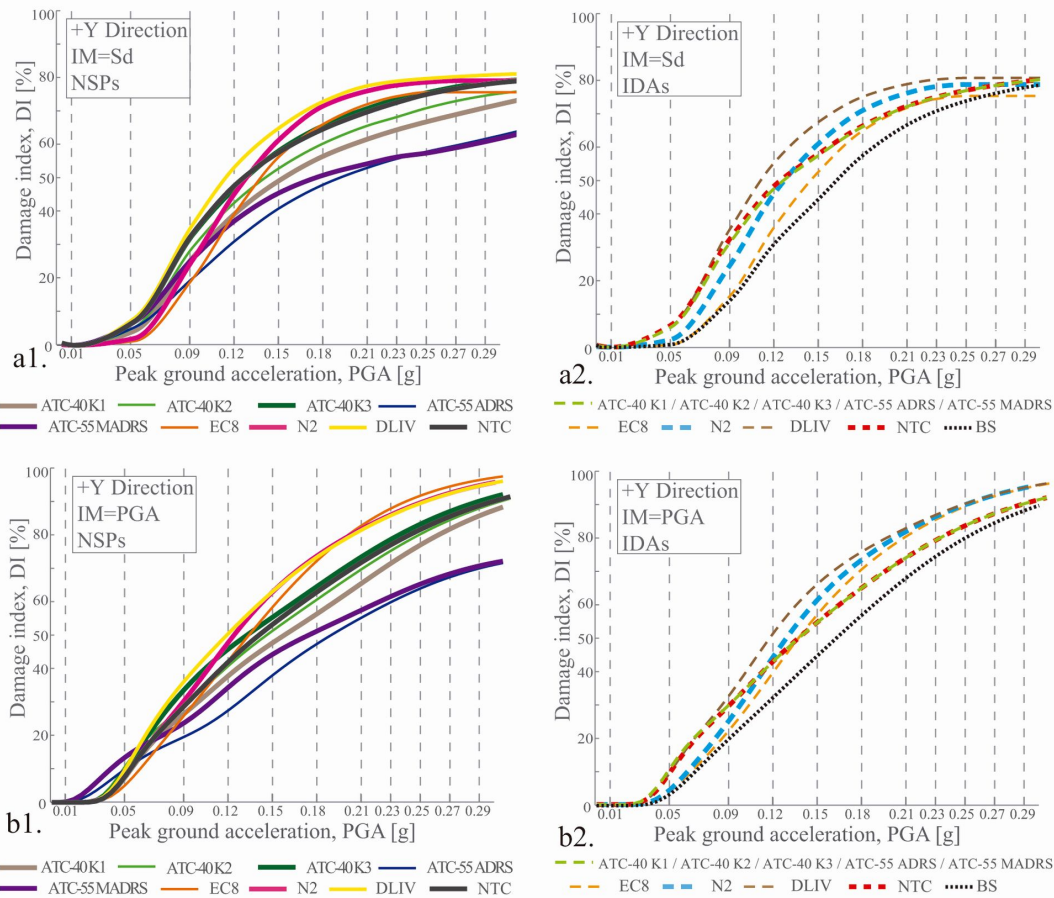 +Y Direction
IM=Sd
NSPs
Damage index, DI [%]
100
80
60
40
20
0
0.01 0.05 0.09 0.12 0.15 0.18 0.21 0.23 0.25 0.27 0.29
a1.
Peak ground acceleration, PGA [g]
ATC-40K1 ATC-40K2 ATC-40K3 ATC-55 ADRS
ATC-55MADRS EC8 N2 DLIV NTC
+Y Direction
IM=Sd
IDAs
Damage index, DI [%]
100
80
60
40
20
0
0.01 0.05 0.09 0.12 0.15 0.18 0.21 0.23 0.25 0.27 0.29
a2.
Peak ground acceleration, PGA [g]
ATC-40 K1 / ATC-40 K2 / ATC-40 K3 / ATC-55 ADRS / ATC-55 MADRS
EC8 N2 DLIV NTC BS
+Y Direction
IM=PGA
NSPs
Damage index, DI [%]
100
80
60
50
40
20
0
0.01 0.05 0.09 0.12 0.15 0.18 0.21 0.23 0.25 0.27 0.29
b1.
Peak ground acceleration, PGA [g]
ATC-40K1 ATC-40K2 ATC-40K3 ATC-55 ADRS
ATC-55MADRS EC8 N2 DLIV NTC
+Y Direction
IM=PGA
IDAs
Damage index, DI [%]
100
80
60
50
40
20
0
0.01 0.05 0.09 0.12 0.15 0.18 0.21 0.23 0.25 0.27 0.29
b2.
Peak ground acceleration, PGA [g]
ATC-40 K1 / ATC-40 K2 / ATC-40 K3 / ATC-55 ADRS / ATC-55 MADRS
EC8 N2 DLIV NTC BS